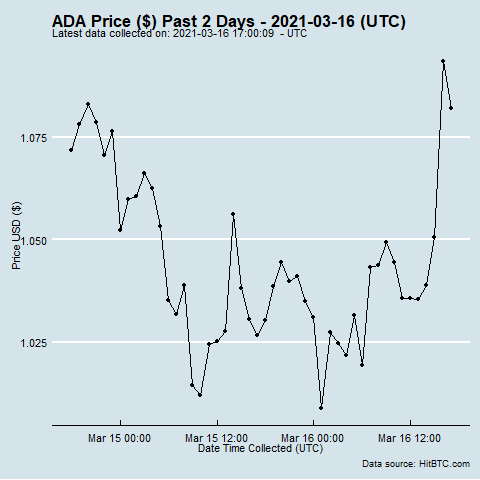 ADA Price ($) Past 2 Days - 2021-03-16 (UTC)
Latest data collected on: 2021-03-16 17:00:09 - UTC
1.075
1.050
1.025
Price USD ($)
Mar 15 00:00 Mar 15 12:00 Mar 16 00:00 Mar 16 12:00
Date Time Collected (UTC)
Data source: HitBTC.com